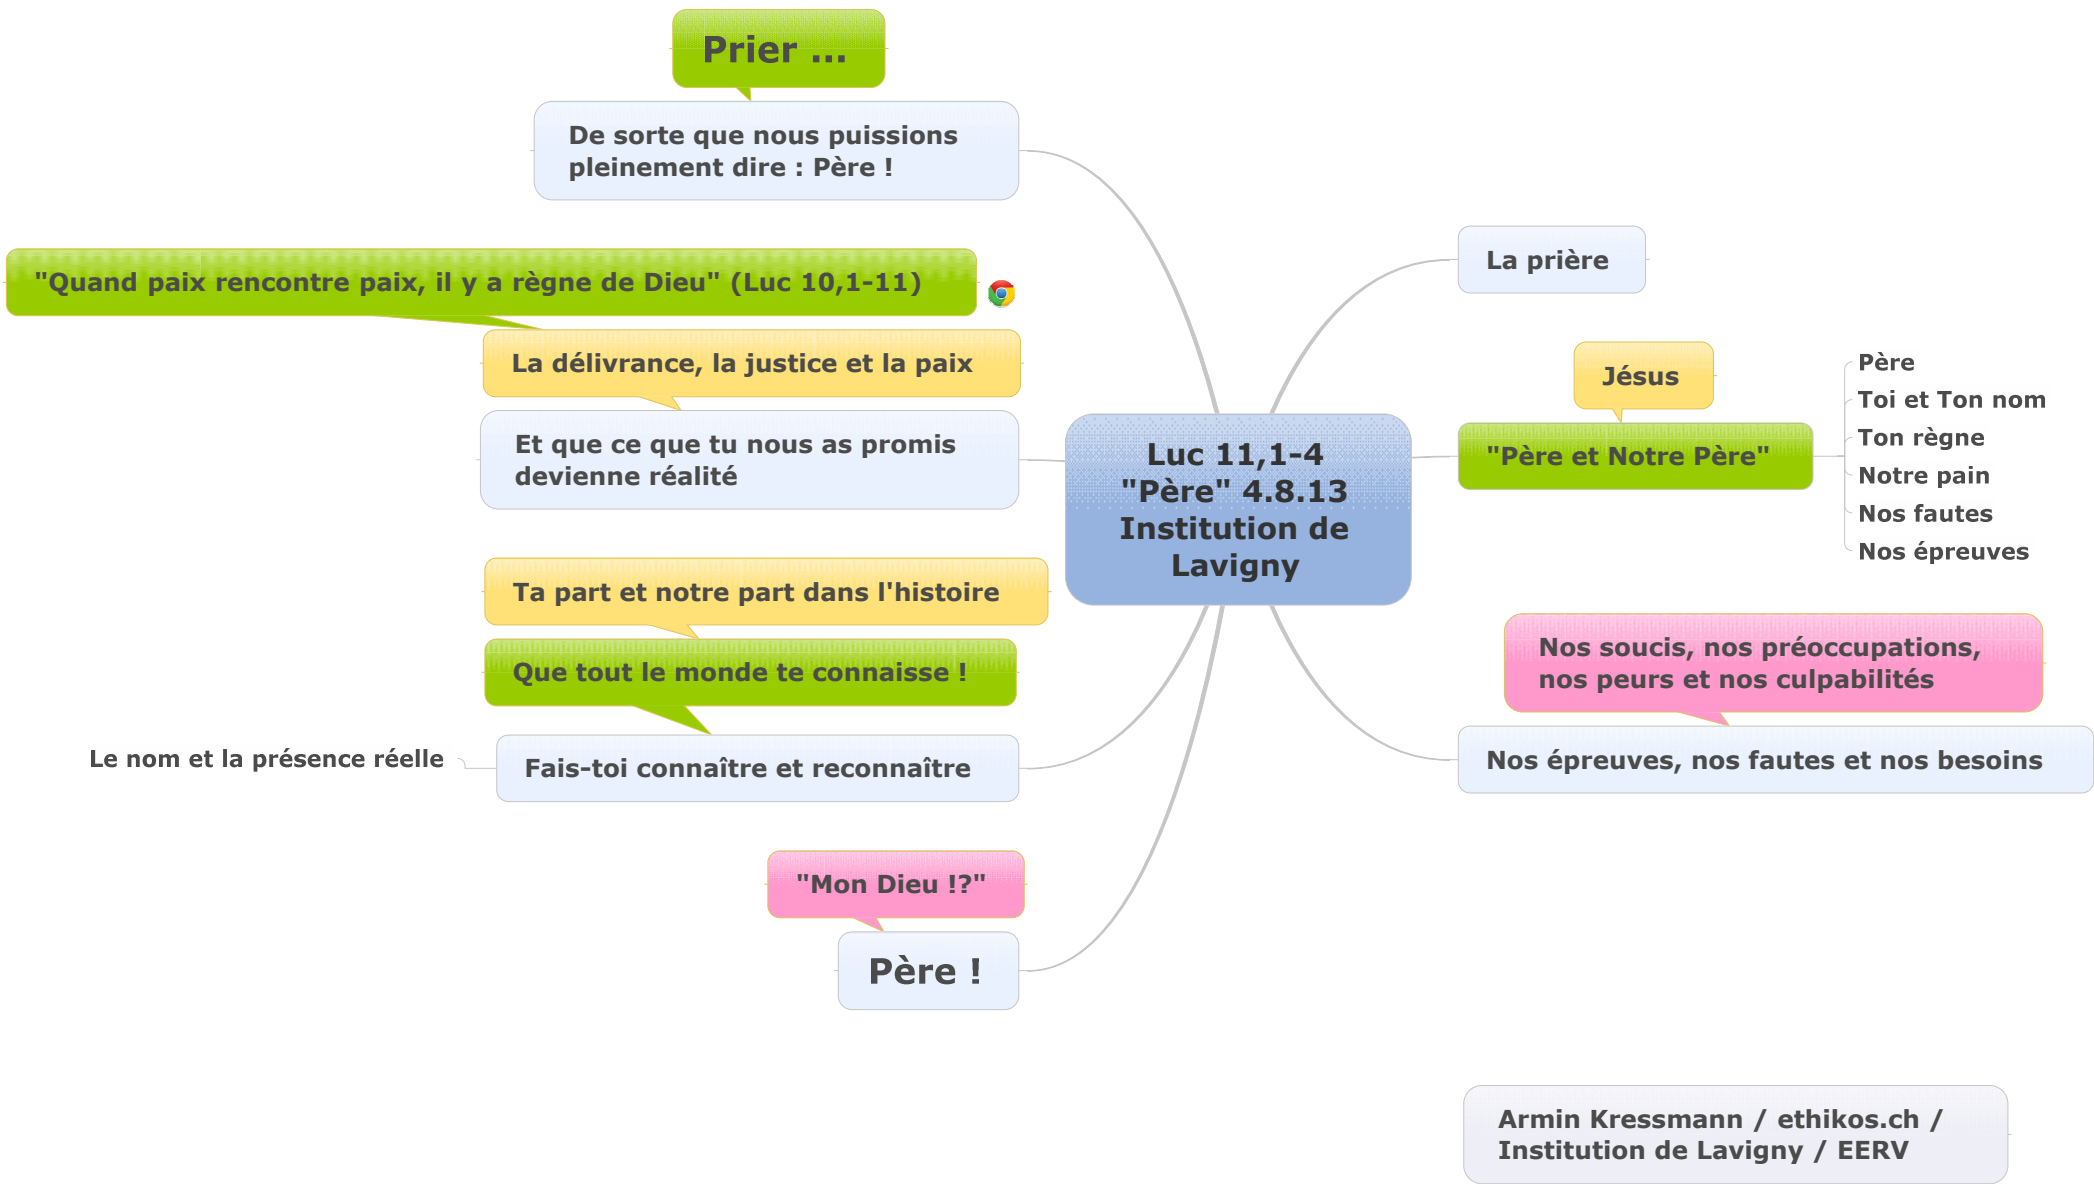 Prier ...
De sorte que nous puissions
pleinement dire : Père !
"Quand paix rencontre paix, il y a règne de Dieu" (Luc 10,1-11)
La délivrance, la justice et la paix
Et que ce que tu nous as promis
devienne réalité
Ta part et notre part dans l'histoire
Que tout le monde te connaisse !
Le nom et la présence réelle
Fais-toi connaître et reconnaître
"Mon Dieu !?"
Père !
Luc 11,1-4
"Père" 4.8.13
Institution de
Lavigny
La prière
Jésus
"Père et Notre Père"
Père
Toi et Ton nom
Ton règne
Notre pain
Nos fautes
Nos épreuves
Nos soucis, nos préoccupations,
nos peurs et nos culpabilités
Nos épreuves, nos fautes et nos besoins
Armin Kressmann / ethikos.ch /
Institution de Lavigny / EERV